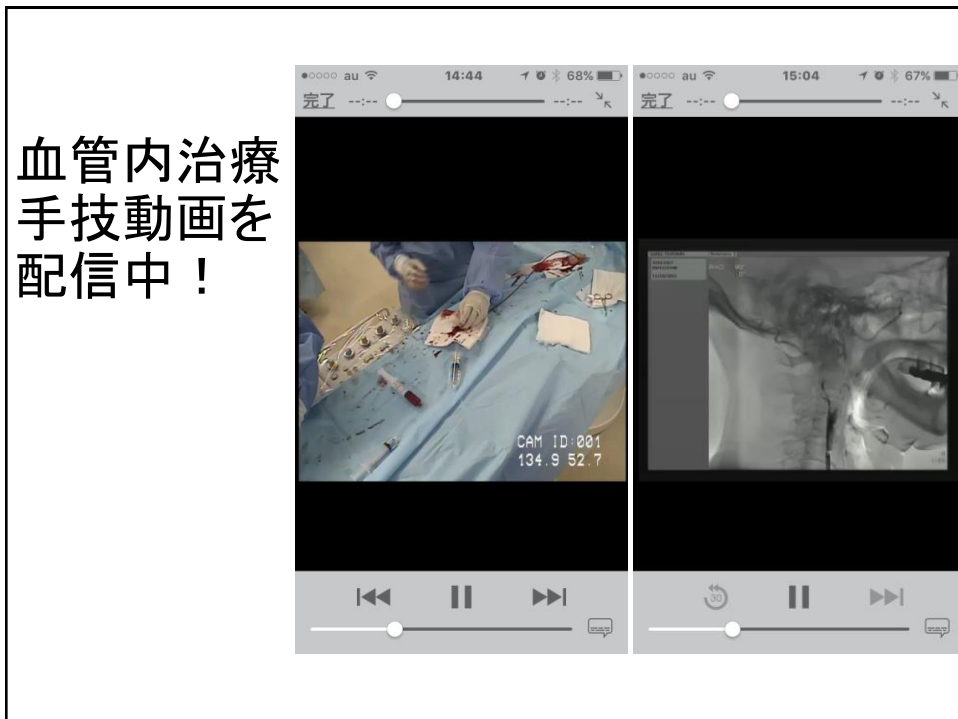 血管内治療
手技動画を
配信中！
au 14:44 68%
完了 --:-- --:--
CAM ID:001
134.9 52.7
au 15:04 67%
完了 --:-- --:--
30